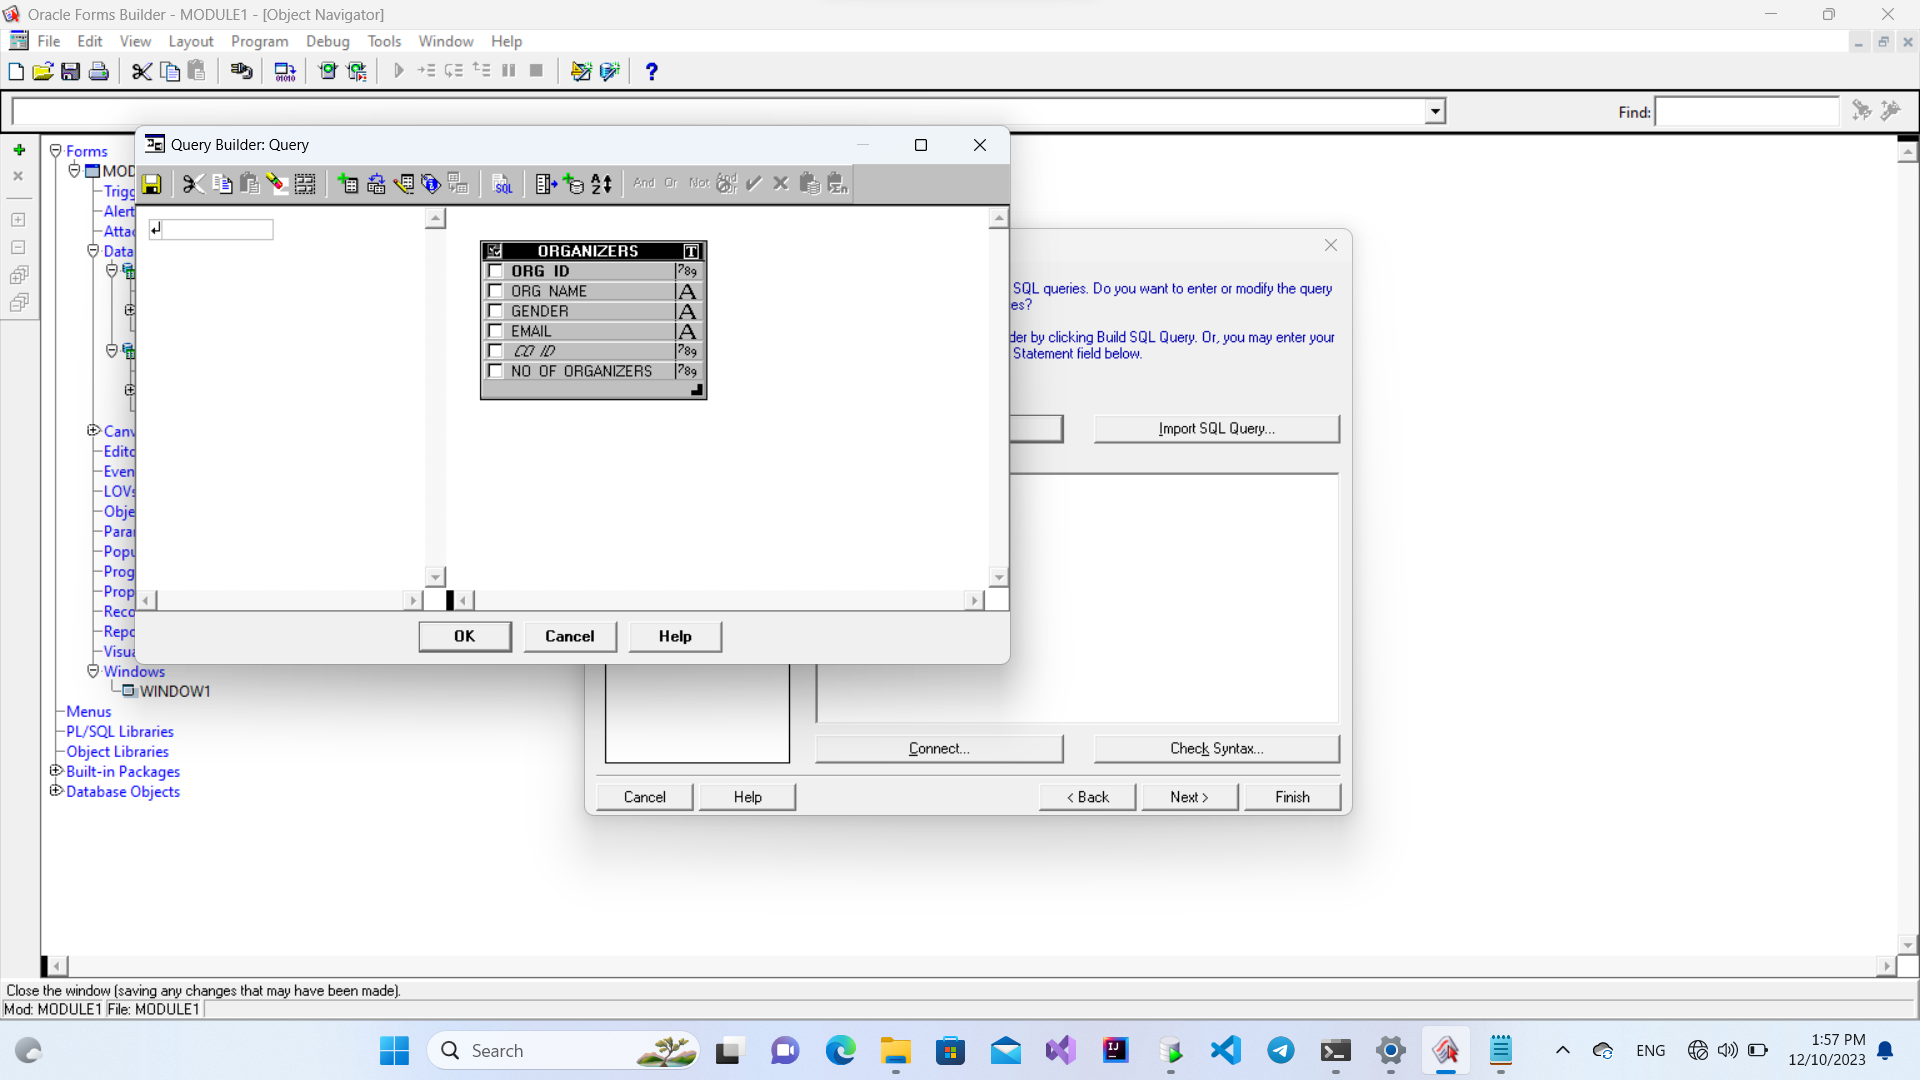 Oracle Forms Builder - MODULE1 - [Object Navigator]
File Edit View Layout Program Debug Tools Window Help
Find:
Forms
MOD
Trigg
Alert
Attac
Data
Canv
Edito
Even
LOVs
Obje
Para
Popu
Prog
Prop
Reco
Repo
Visua
Windows
WINDOW1
Menus
PL/SQL Libraries
Object Libraries
Built-in Packages
Database Objects
Query Builder: Query
SQL
And Or Not
ORGANIZERS T
ORG ID 789
ORG NAME A
GENDER A
EMAIL A
CO ID 789
NO OF ORGANIZERS 789
OK Cancel Help
SQL queries. Do you want to enter or modify the query
es?
der by clicking Build SQL Query. Or, you may enter your
Statement field below.
Import SQL Query...
Connect... Check Syntax...
Cancel Help < Back Next > Finish
Close the window (saving any changes that may have been made).
Mod: MODULE1 File: MODULE1
Search
ENG
1:57 PM
12/10/2023